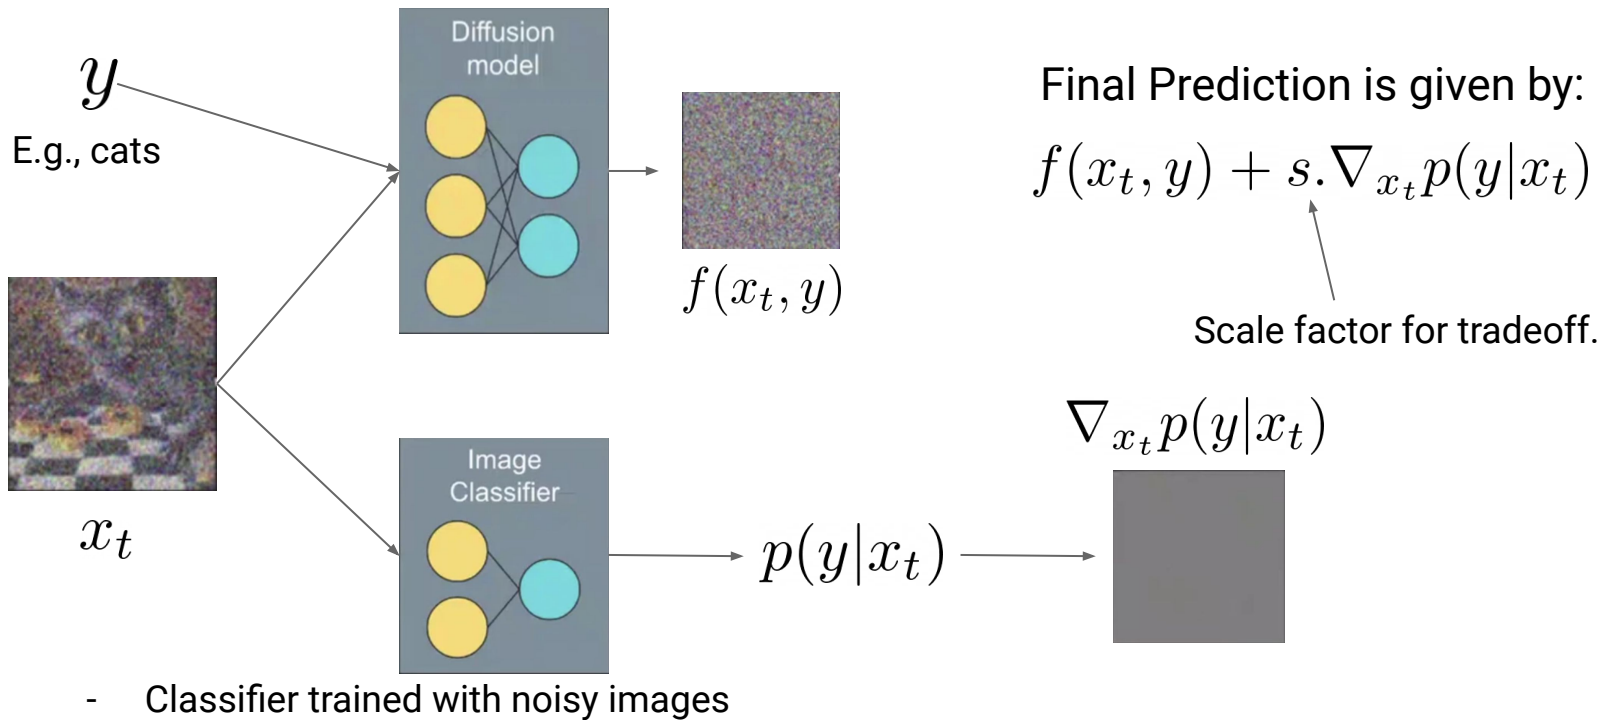 y
E.g., cats
x_t
Diffusion
model
f(x_t, y)
Image
Classifier
p(y|x_t)
∇_{x_t} p(y|x_t)
Final Prediction is given by:
f(x_t, y) + s.∇_{x_t} p(y|x_t)
Scale factor for tradeoff.
- Classifier trained with noisy images